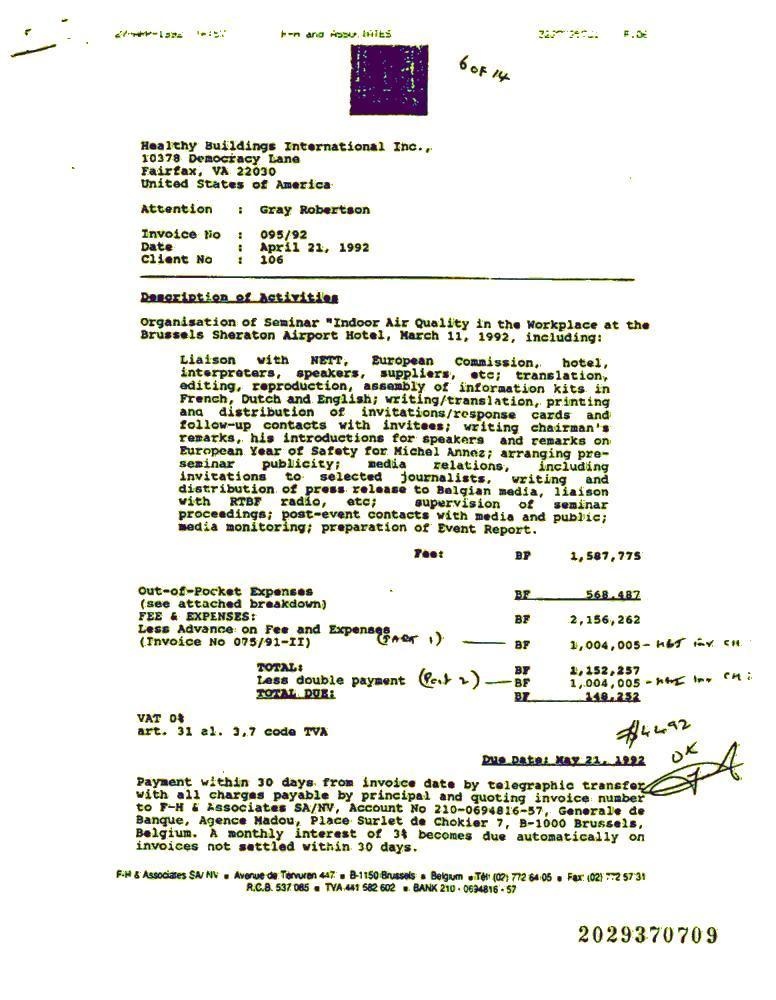 F-H and
6 OF 14
Healthy Buildings International Inc.,
10378 Democracy Lane
Fairfax, VA 22030
United States of America
Attention : Gray Robertson
Invoice No : 095/92
Date : April 21, 1992
Client No : 106
Description of Activities
Organisation of Seminar "Indoor Air Quality in the Workplace at the
Brussels Sheraton Airport Hotel, March 11, 1992, including:
Liaison with NETT, European Commission, hotel,
interpreters, speakers, suppliers, etc; translation,
editing, reproduction, assembly of information kits in
French, Dutch and English; writing/translation, printing
and distribution of invitations/response cards and
follow-up contacts with invitees; writing chairman's
remarks, his introductions for speakers and remarks on
European Year of Safety for Michel Annez; arranging pre-
seminar publicity; media relations, including
invitations to selected journalists, writing and
distribution of press release to Belgian media, liaison
with RTBF radio, etc; supervision of seminar
proceedings; post-event contacts with media and public;
media monitoring; preparation of Event Report.
Fee: BF 1,587,775
Out-of-Pocket Expenses BF 568.487
(see attached breakdown)
FEE & EXPENSES: BF 2,156,262
Less Advance on Fee and Expenses
(Invoice No 075/91-II) (PART 1) BF 1,004,005 -
TOTAL: BF 1,152,257
Less double payment (Part 2) BF 1,004,005 -
TOTAL DUE: BF 148,252
VAT 0%
art. 31 al. 3,7 code TVA
$4492
OK
Due Date: May 21, 1992
Payment within 30 days from invoice date by telegraphic transfer
with all charges payable by principal and quoting invoice number
to F-H & Associates SA/NV, Account No 210-0694816-57, Generale de
Banque, Agence Madou, Place Surlet de Chokier 7, B-1000 Brussels,
Belgium. A monthly interest of 3% becomes due automatically on
invoices not settled within 30 days.
F-H & Associates SA/NV ■ Avenue de Tervuren 447 ■ B-1150 Brussels ■ Belgium ■ Tél: (02) 772 64 05 ■ Fax: (02) 772 57 31
R.C.B. 537 085 ■ TVA 441 582 602 ■ BANK 210 - 0694816 - 57
2029370709